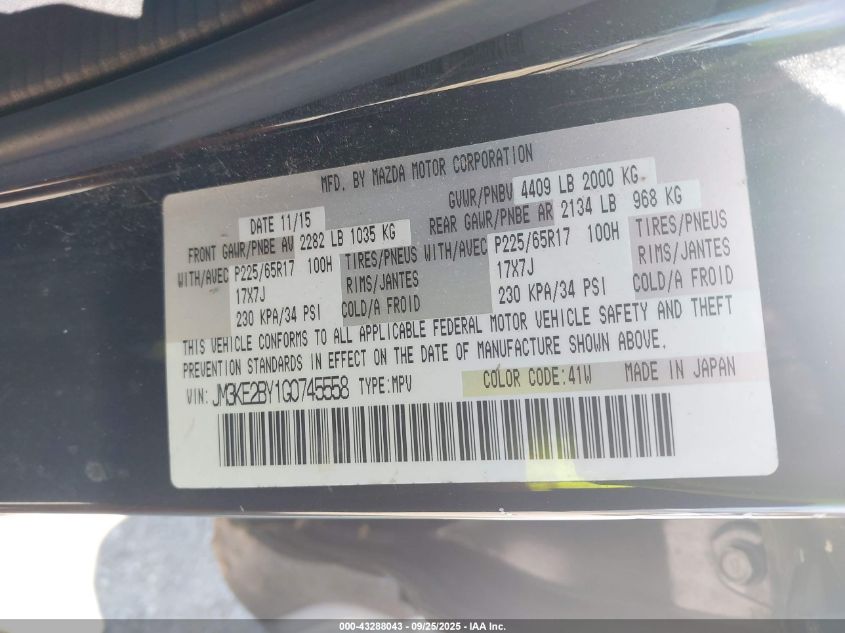 MFD. BY MAZDA MOTOR CORPORATION
DATE 11/15 GVWR/PNBV 4409 LB 2000 KG
FRONT GAWR/PNBE AV 2282 LB 1035 KG REAR GAWR/PNBE AR 2134 LB 968 KG
WITH/AVEC P225/65R17 100H TIRES/PNEUS WITH/AVEC P225/65R17 100H TIRES/PNEUS
17X7J RIMS/JANTES 17X7J RIMS/JANTES
230 KPA/34 PSI COLD/A FROID 230 KPA/34 PSI COLD/A FROID
THIS VEHICLE CONFORMS TO ALL APPLICABLE FEDERAL MOTOR VEHICLE SAFETY AND THEFT
PREVENTION STANDARDS IN EFFECT ON THE DATE OF MANUFACTURE SHOWN ABOVE.
VIN: JM3KE2BY1G0745558 TYPE:MPV COLOR CODE:41W MADE IN JAPAN
000-43288043 - 09/25/2025 - IAA Inc.